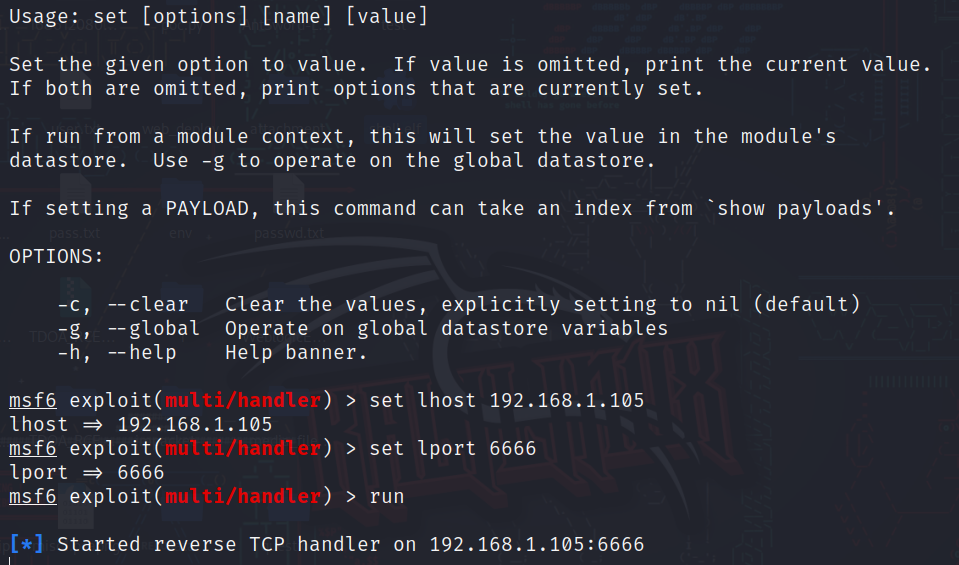 Usage: set [options] [name] [value]
Set the given option to value.  If value is omitted, print the current value.
If both are omitted, print options that are currently set.
If run from a module context, this will set the value in the module's
datastore.  Use -g to operate on the global datastore.
If setting a PAYLOAD, this command can take an index from `show payloads'.
pass.txt env passwd.txt
OPTIONS:
-c, --clear   Clear the values, explicitly setting to nil (default)
-g, --global  Operate on global datastore variables
-h, --help    Help banner.
msf6 exploit(multi/handler) > set lhost 192.168.1.105
lhost => 192.168.1.105
msf6 exploit(multi/handler) > set lport 6666
lport => 6666
msf6 exploit(multi/handler) > run
[*] Started reverse TCP handler on 192.168.1.105:6666